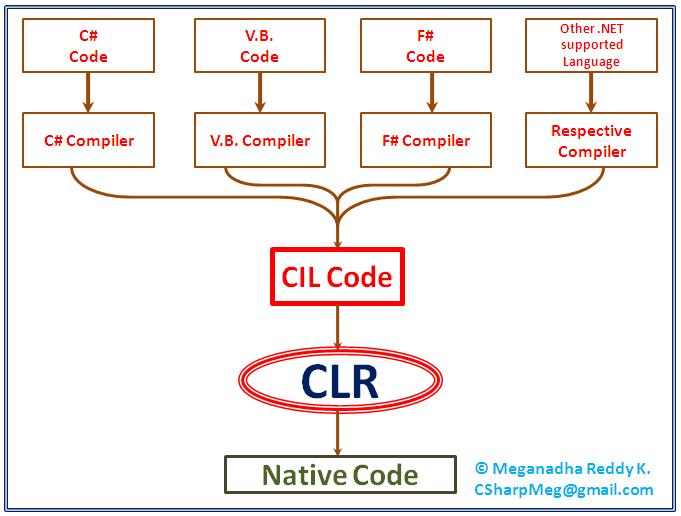 C#
Code
V.B.
Code
F#
Code
Other .NET
supported
Language
C# Compiler
V.B. Compiler
F# Compiler
Respective
Compiler
CIL Code
CLR
Native Code
© Meganadha Reddy K.
CSharpMeg@gmail.com